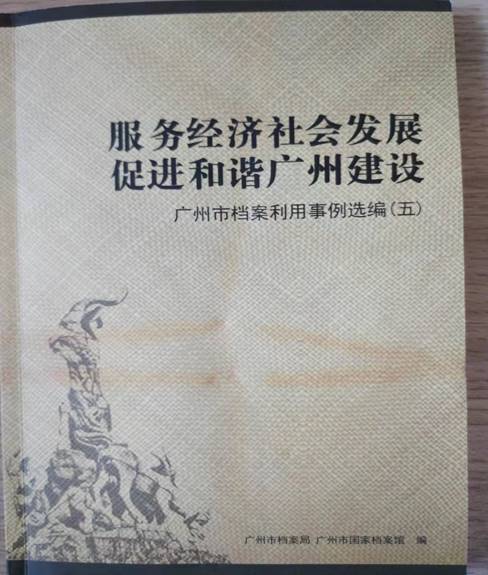 服务经济社会发展
促进和谐广州建设
广州市档案利用事例选编(五)
广州市档案局 广州市国家档案馆 编